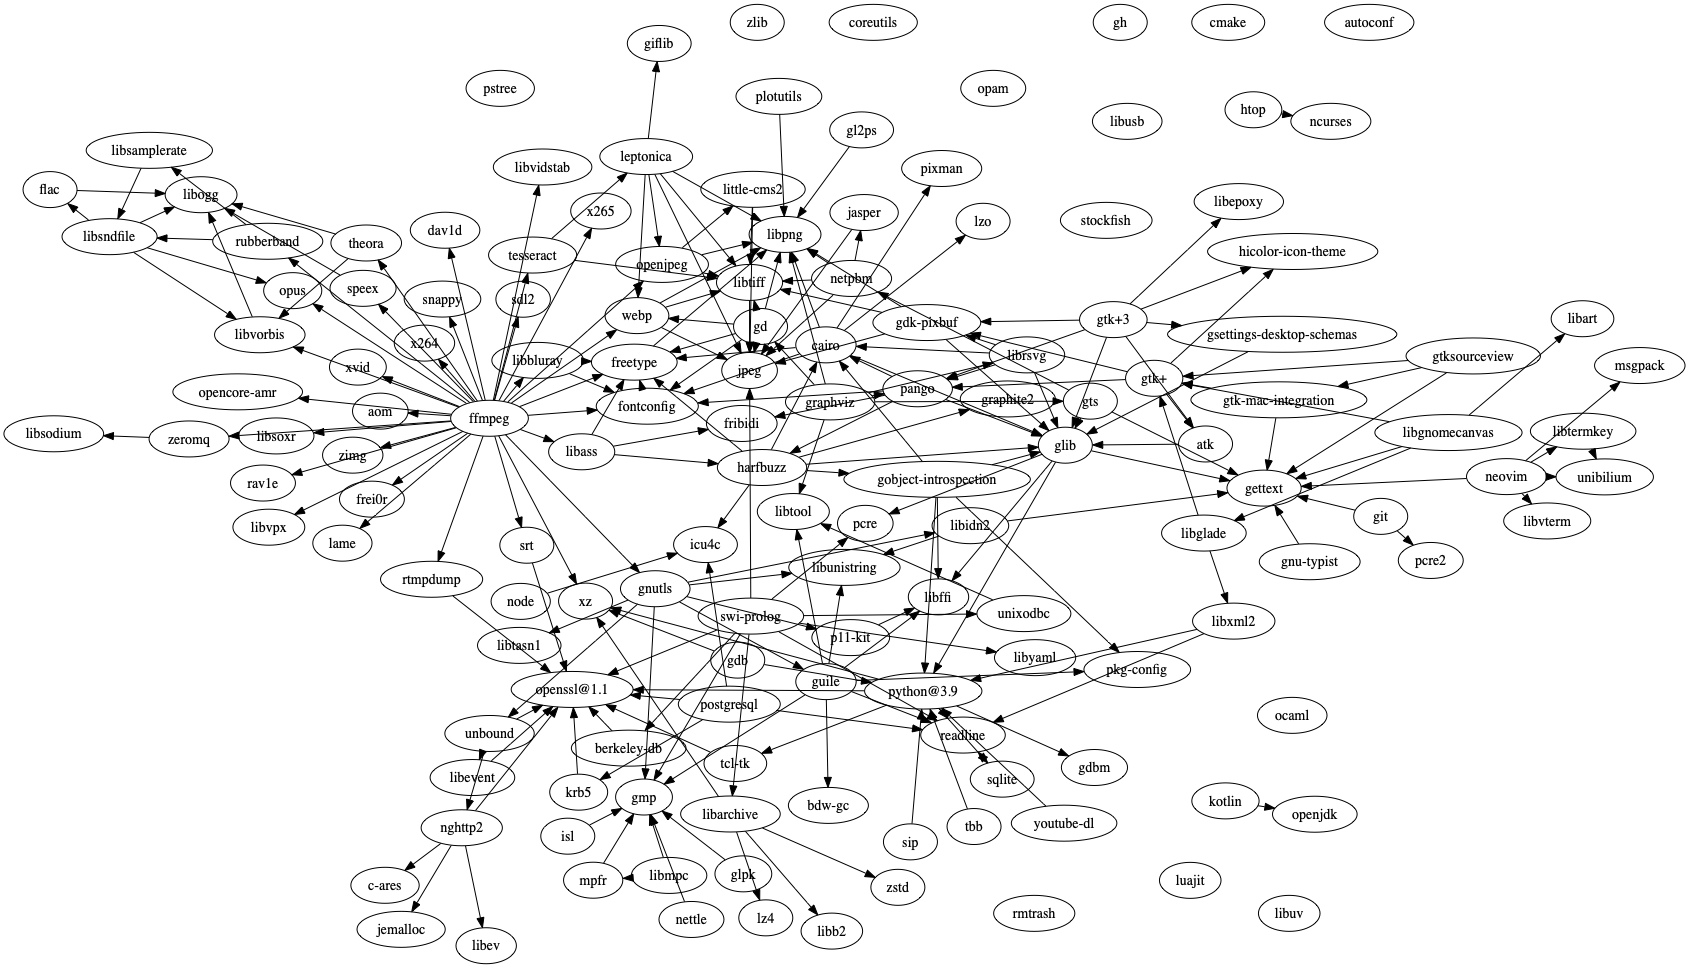 zlib
coreutils
gh
cmake
autoconf
giflib
pstree
opam
plotutils
htop
ncurses
libusb
gl2ps
libsamplerate
leptonica
libvidstab
pixman
flac
libogg
little-cms2
x265
jasper
libepoxy
lzo
stockfish
libsndfile
rubberband
theora
dav1d
libpng
tesseract
hicolor-icon-theme
openjpeg
netpbm
libtiff
opus
speex
snappy
sdl2
webp
gd
gdk-pixbuf
gtk+3
libart
libvorbis
x264
gsettings-desktop-schemas
cairo
librsvg
gtksourceview
libbluray
freetype
xvid
jpeg
msgpack
gtk+
opencore-amr
pango
graphite2
gts
gtk-mac-integration
aom
ffmpeg
fontconfig
graphviz
fribidi
libsodium
zeromq
libsoxr
libgnomecanvas
libtermkey
zimg
libass
glib
atk
harfbuzz
rav1e
gobject-introspection
gettext
neovim
unibilium
frei0r
libtool
libvpx
pcre
libidn2
git
libvterm
lame
srt
icu4c
libglade
gnu-typist
pcre2
rtmpdump
libunistring
gnutls
node
xz
libffi
unixodbc
swi-prolog
libxml2
p11-kit
libtasn1
gdb
libyaml
pkg-config
guile
openssl@1.1
python@3.9
postgresql
ocaml
unbound
readline
berkeley-db
tcl-tk
gdbm
libevent
sqlite
krb5
gmp
bdw-gc
kotlin
openjdk
nghttp2
libarchive
isl
sip
tbb
youtube-dl
c-ares
mpfr
libmpc
glpk
zstd
luajit
jemalloc
nettle
lz4
libb2
rmtrash
libuv
libev